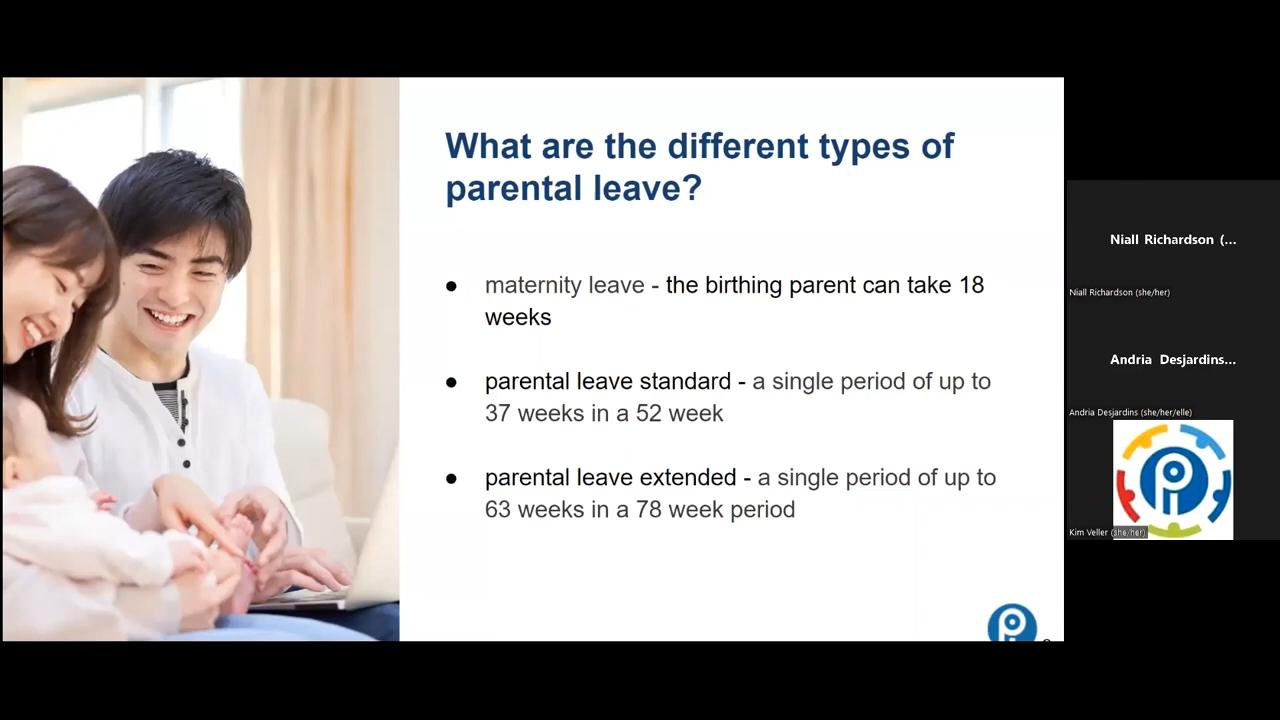 What are the different types of
parental leave?
● maternity leave - the birthing parent can take 18
weeks
● parental leave standard - a single period of up to
37 weeks in a 52 week
● parental leave extended - a single period of up to
63 weeks in a 78 week period
Niall Richardson (...
Niall Richardson (she/her)
Andria Desjardins...
Andria Desjardins (she/her/elle)
Kim Veller (she/her)